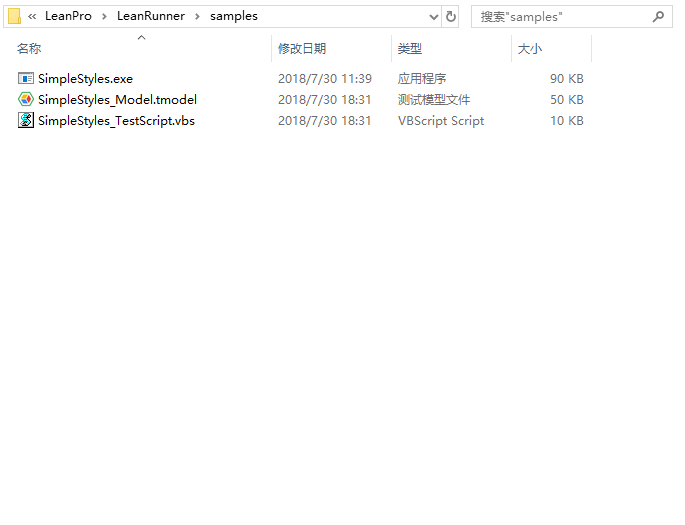 « LeanPro > LeanRunner > samples 搜索"samples"
名称 修改日期 类型 大小
SimpleStyles.exe 2018/7/30 11:39 应用程序 90 KB
SimpleStyles_Model.tmodel 2018/7/30 18:31 测试模型文件 50 KB
SimpleStyles_TestScript.vbs 2018/7/30 18:31 VBScript Script 10 KB